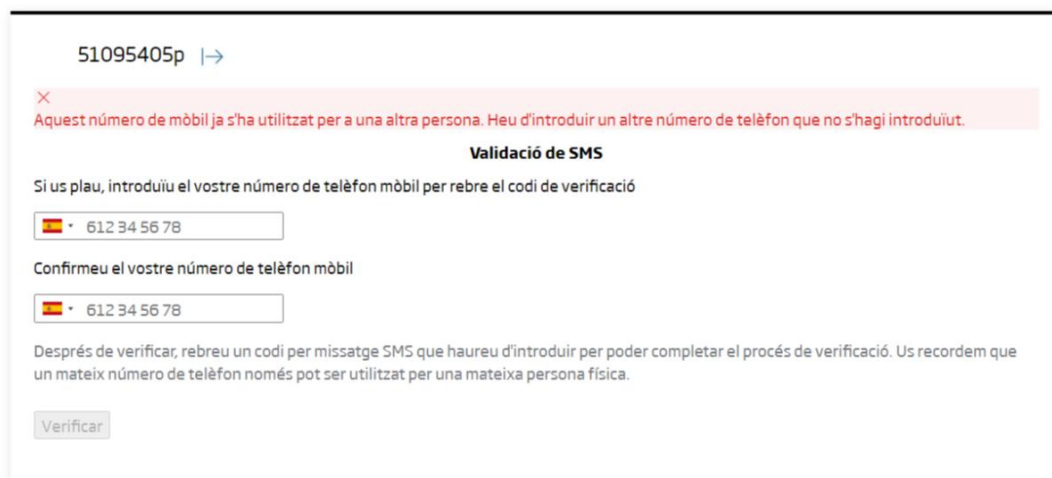 51095405p
Aquest número de mòbil ja s'ha utilitzat per a una altra persona. Heu d'introduir un altre número de telèfon que no s'hagi introduïut.
Validació de SMS
Si us plau, introduïu el vostre número de telèfon mòbil per rebre el codi de verificació
612 34 56 78
Confirmeu el vostre número de telèfon mòbil
612 34 56 78
Després de verificar, rebreu un codi per missatge SMS que haureu d'introduir per poder completar el procés de verificació. Us recordem que
un mateix número de telèfon només pot ser utilitzat per una mateixa persona física.
Verificar